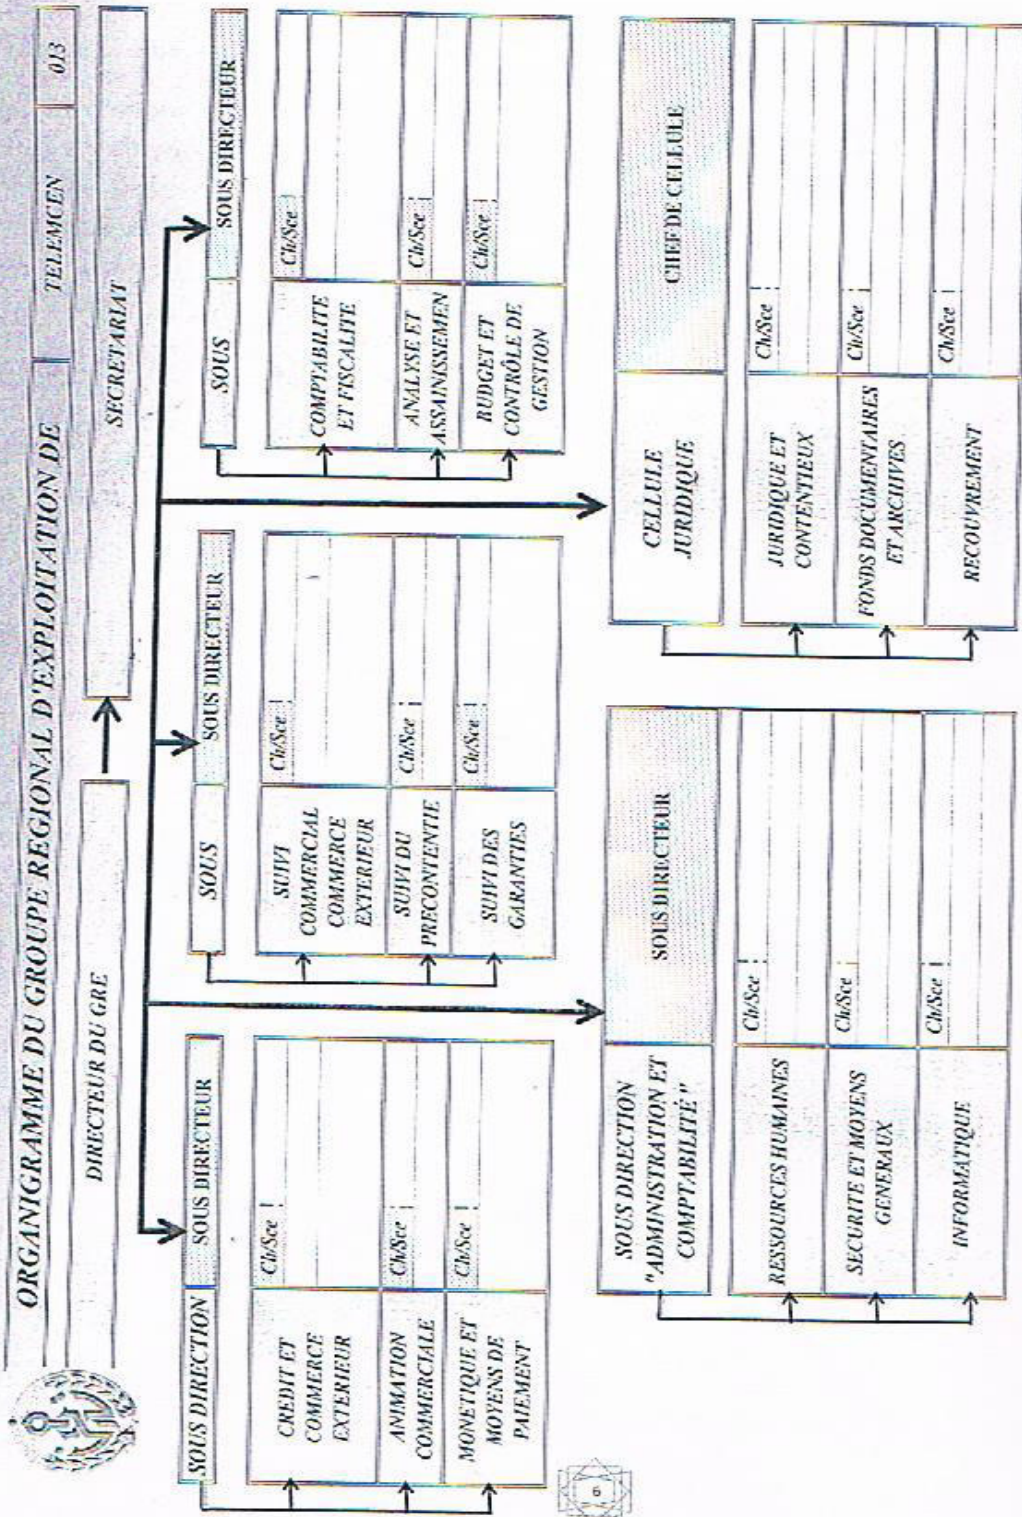 ORGANIGRAMME DU GROUPE REGIONAL D'EXPLOITATION DE
TELEMCEN
013
DIRECTEUR DU GRE
SECRETARIAT
SOUS DIRECTION
SOUS DIRECTEUR
CREDIT ET
COMMERCE
EXTERIEUR
Ch/Sce
ANIMATION
COMMERCIALE
Ch/Sce
MONETIQUE ET
MOYENS DE
PAIEMENT
Ch/Sce
SOUS
SOUS DIRECTEUR
SUIVI
COMMERCIAL
COMMERCE
EXTERIEUR
Ch/Sce
SUIVI DU
PRECONTENTIE
Ch/Sce
SUIVI DES
GARANTIES
Ch/Sce
SOUS
SOUS DIRECTEUR
COMPTABILITE
ET FISCALITE
Ch/Sce
ANALYSE ET
ASSAINISSEMEN
Ch/Sce
BUDGET ET
CONTRÔLE DE
GESTION
Ch/Sce
SOUS DIRECTION
"ADMINISTRATION ET
COMPTABILITÉ"
SOUS DIRECTEUR
RESSOURCES HUMAINES
Ch/Sce
SECURITE ET MOYENS
GENERAUX
Ch/Sce
INFORMATIQUE
Ch/Sce
CELLULE
JURIDIQUE
CHEF DE CELLULE
JURIDIQUE ET
CONTENTIEUX
Ch/Sce
FONDS DOCUMENTAIRES
ET ARCHIVES
Ch/Sce
RECOUVREMENT
Ch/Sce
6